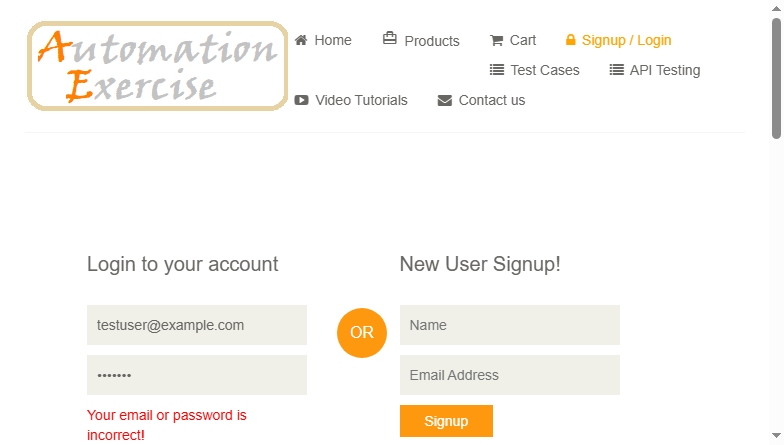 Automation
Exercise
Home Products Cart Signup / Login
Test Cases API Testing
Video Tutorials Contact us
Login to your account
testuser@example.com
•••••••
Your email or password is
incorrect!
OR
New User Signup!
Name
Email Address
Signup